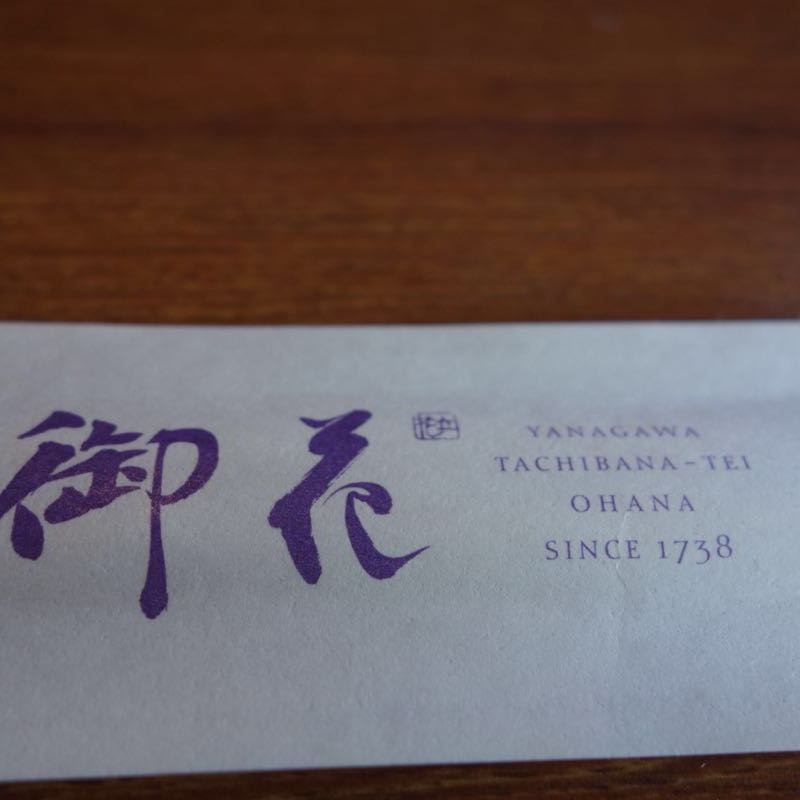 御花
YANAGAWA
TACHIBANA-TEI
OHANA
SINCE 1738